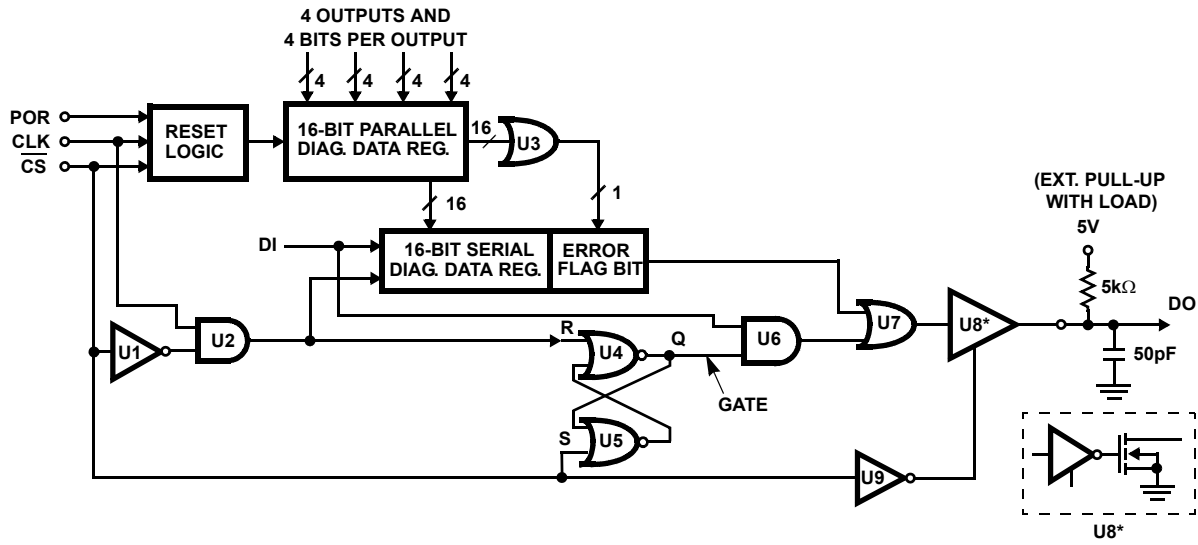 4 OUTPUTS AND
4 BITS PER OUTPUT
4 4 4 4
POR
CLK
CS
RESET
LOGIC
16-BIT PARALLEL
DIAG. DATA REG.
16
U3
16
1
(EXT. PULL-UP
WITH LOAD)
5V
5kΩ
DO
50pF
DI
16-BIT SERIAL
DIAG. DATA REG.
ERROR
FLAG BIT
U1
U2
R
U4
Q
GATE
S
U5
U6
U7
U8*
U9
U8*